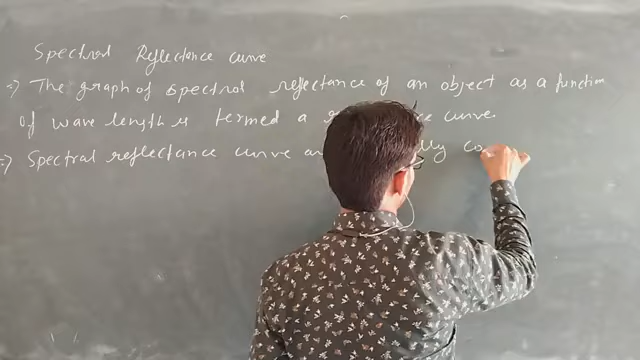 Spectral Reflectance curve
=> The graph of spectral reflectance of an object as a function
of wave length is termed a curve.
=> Spectral reflectance curve